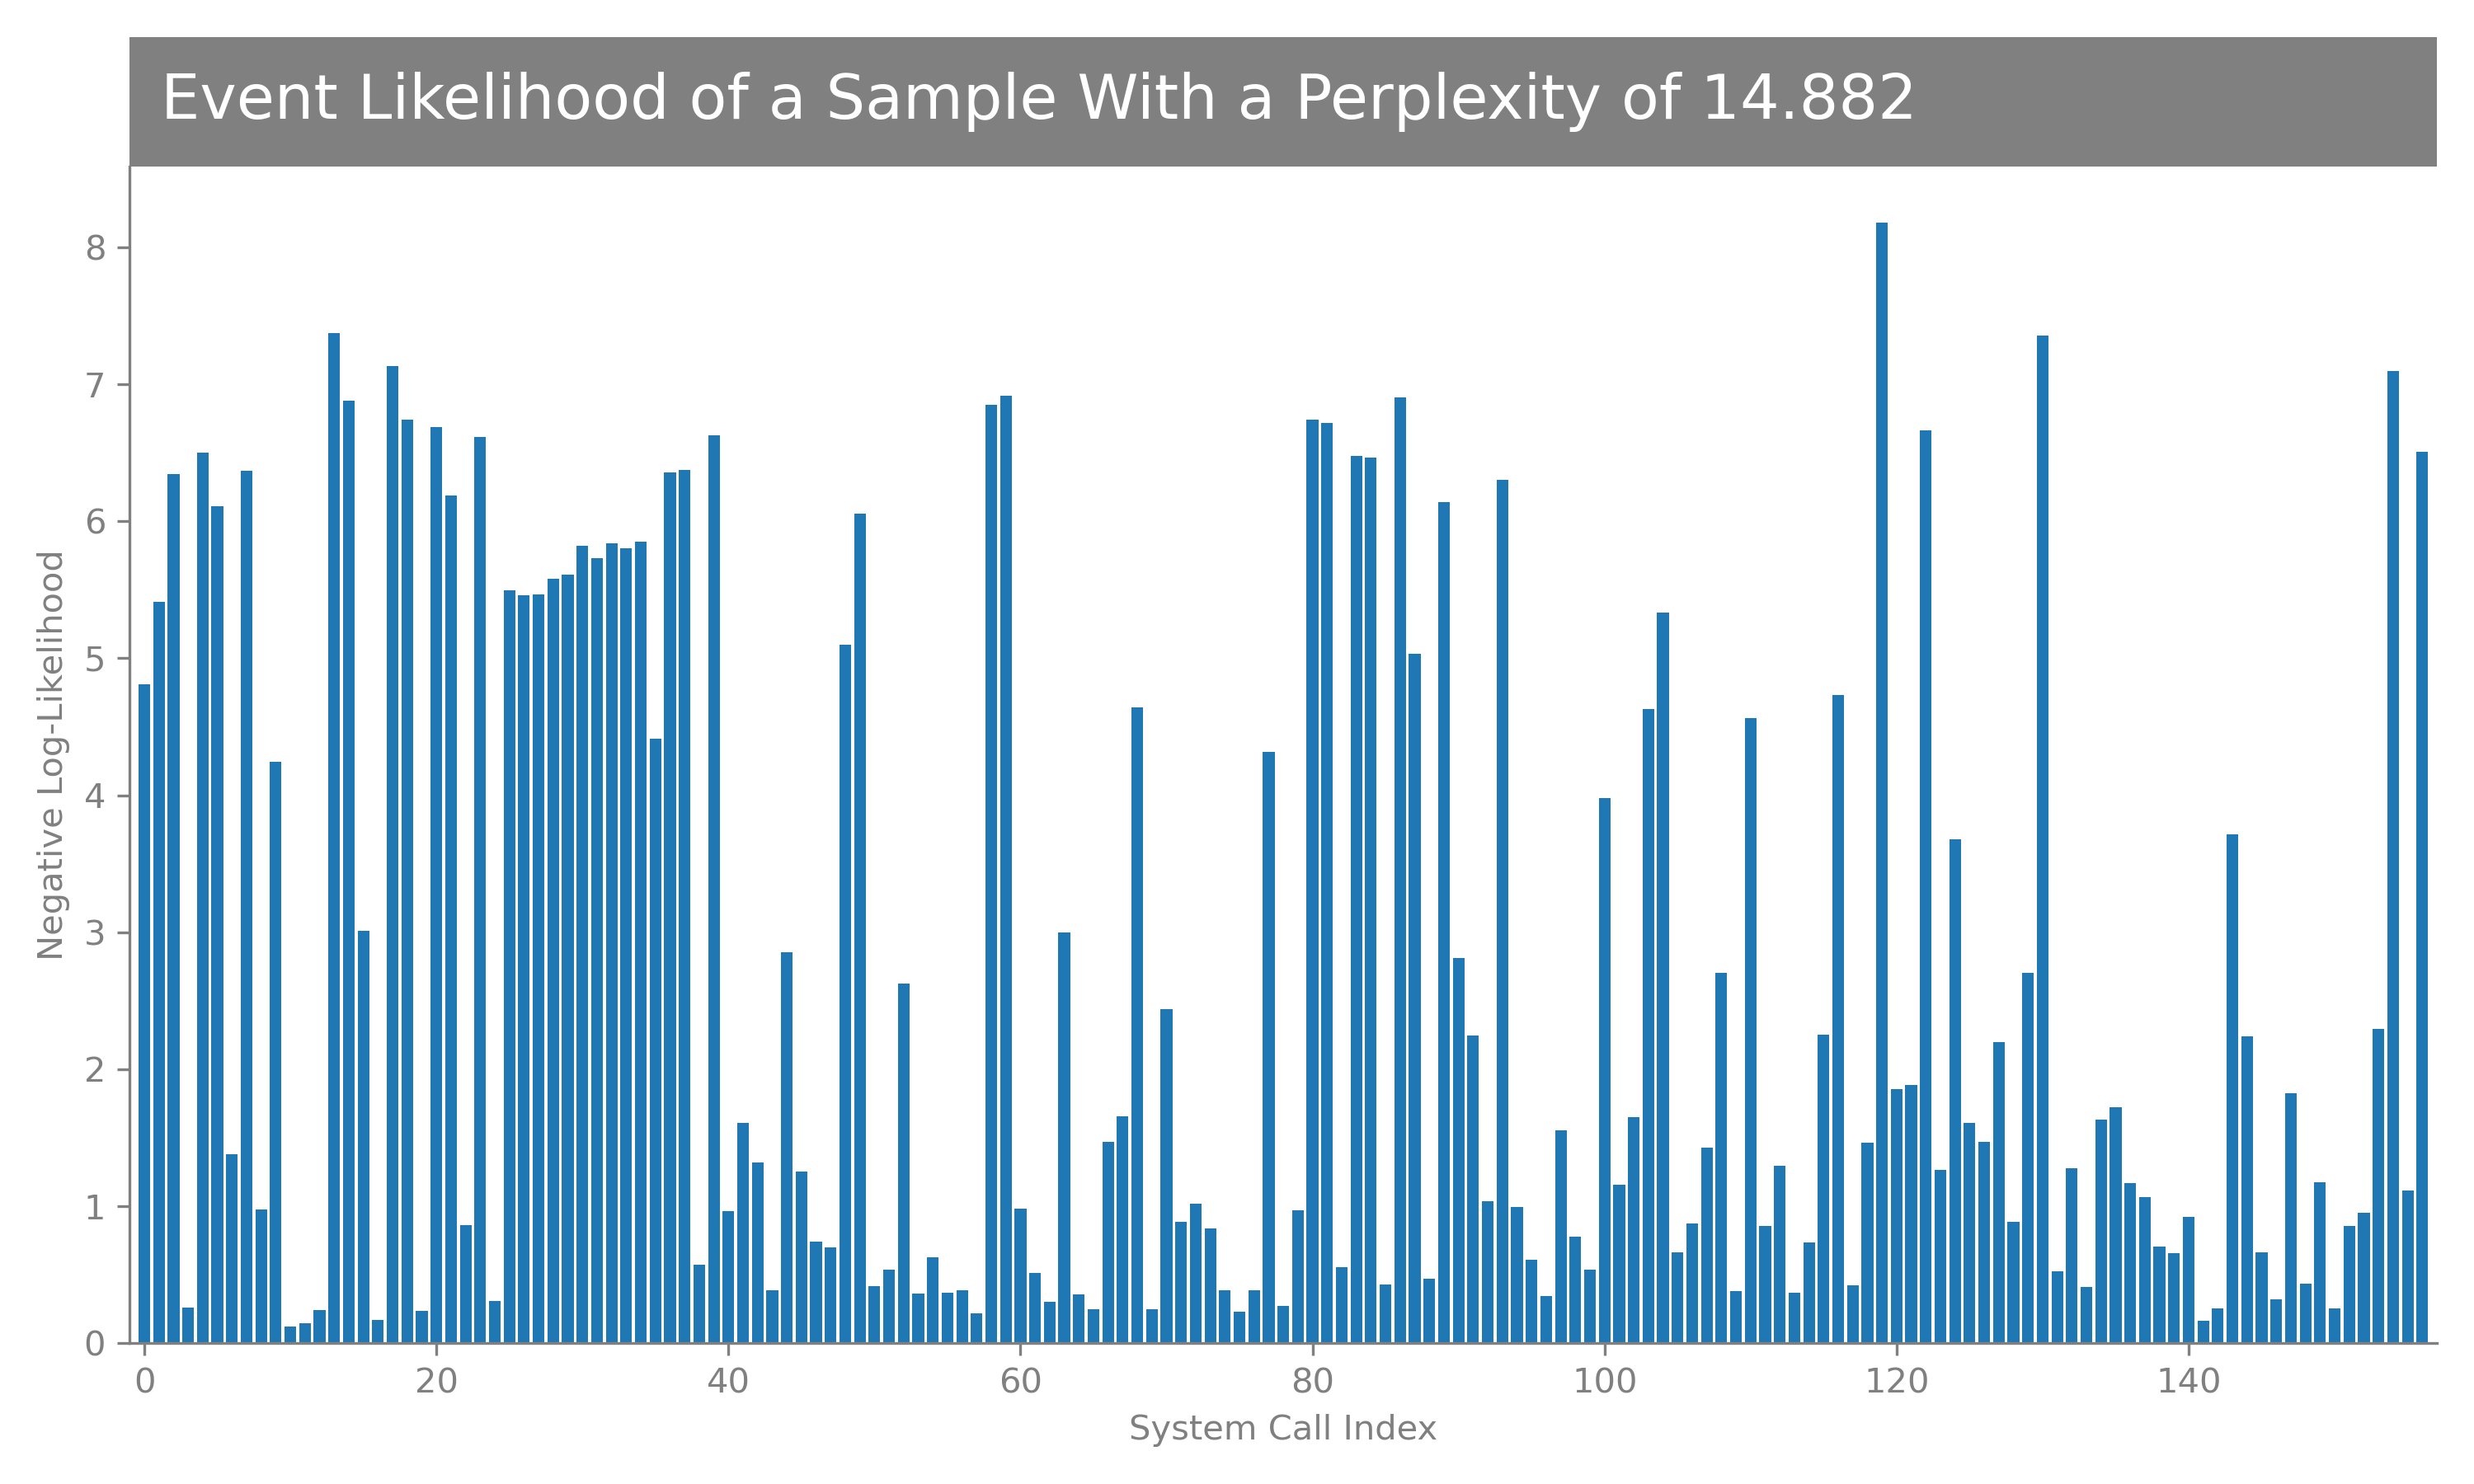 Event Likelihood of a Sample With a Perplexity of 14.882
8
7
6
5
4
3
2
1
0
Negative Log-Likelihood
0 20 40 60 80 100 120 140
System Call Index